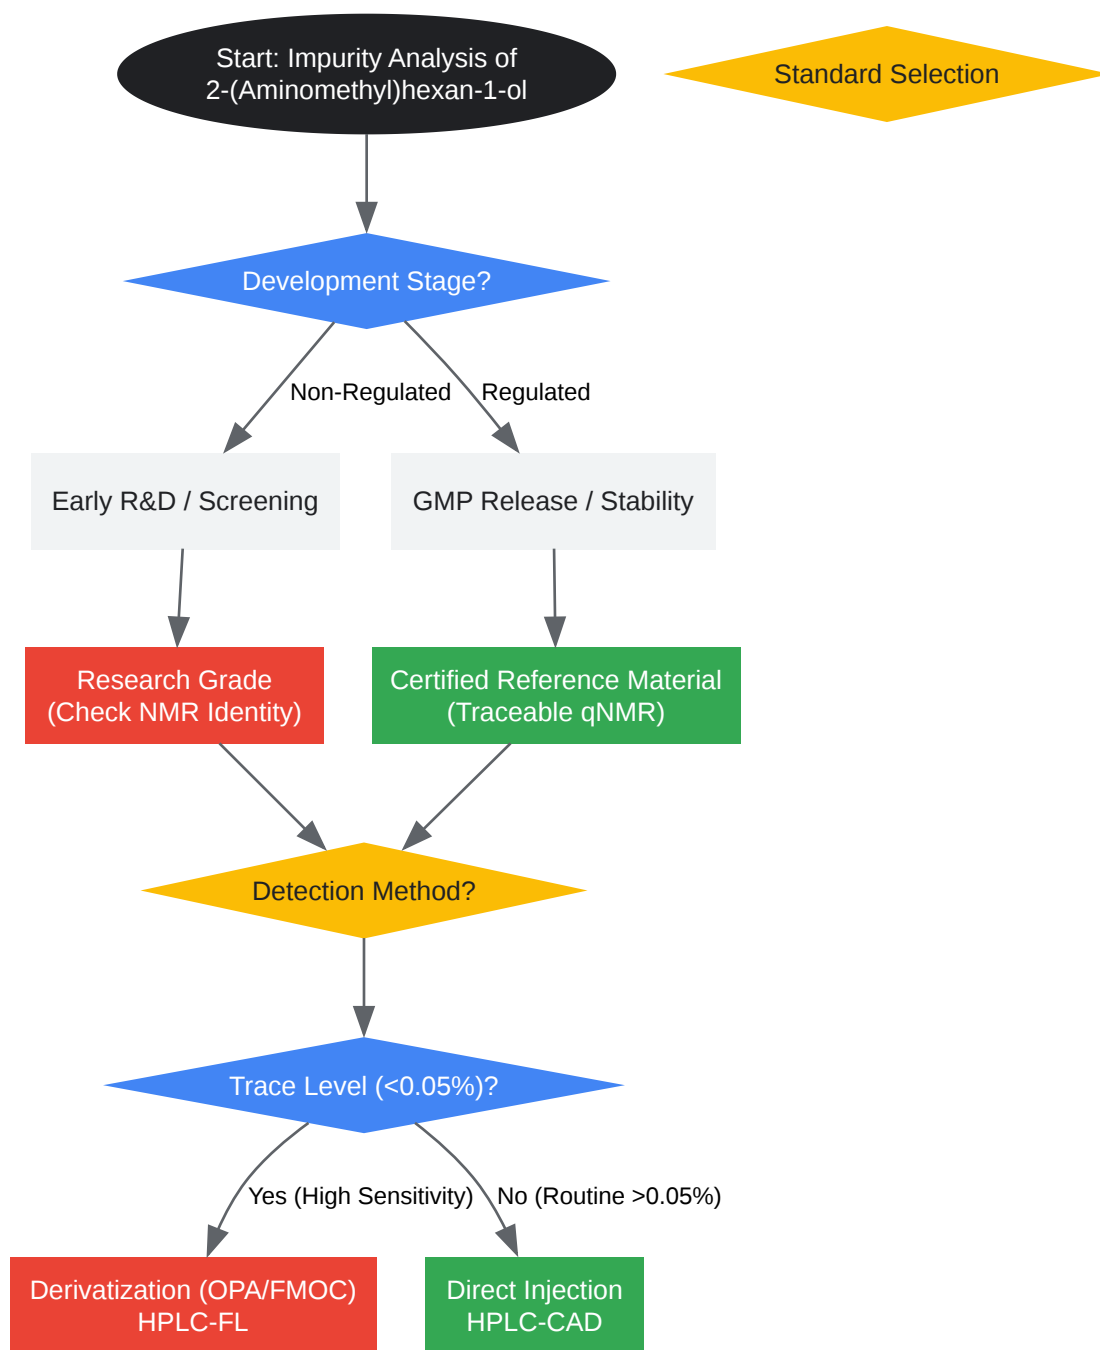 Start: Impurity Analysis of
2-(Aminomethyl)hexan-1-ol
Standard Selection
Development Stage?
Non-Regulated
Regulated
Early R&D / Screening
GMP Release / Stability
Research Grade
(Check NMR Identity)
Certified Reference Material
(Traceable qNMR)
Detection Method?
Trace Level (<0.05%)?
Yes (High Sensitivity)
No (Routine >0.05%)
Derivatization (OPA/FMOC)
HPLC-FL
Direct Injection
HPLC-CAD